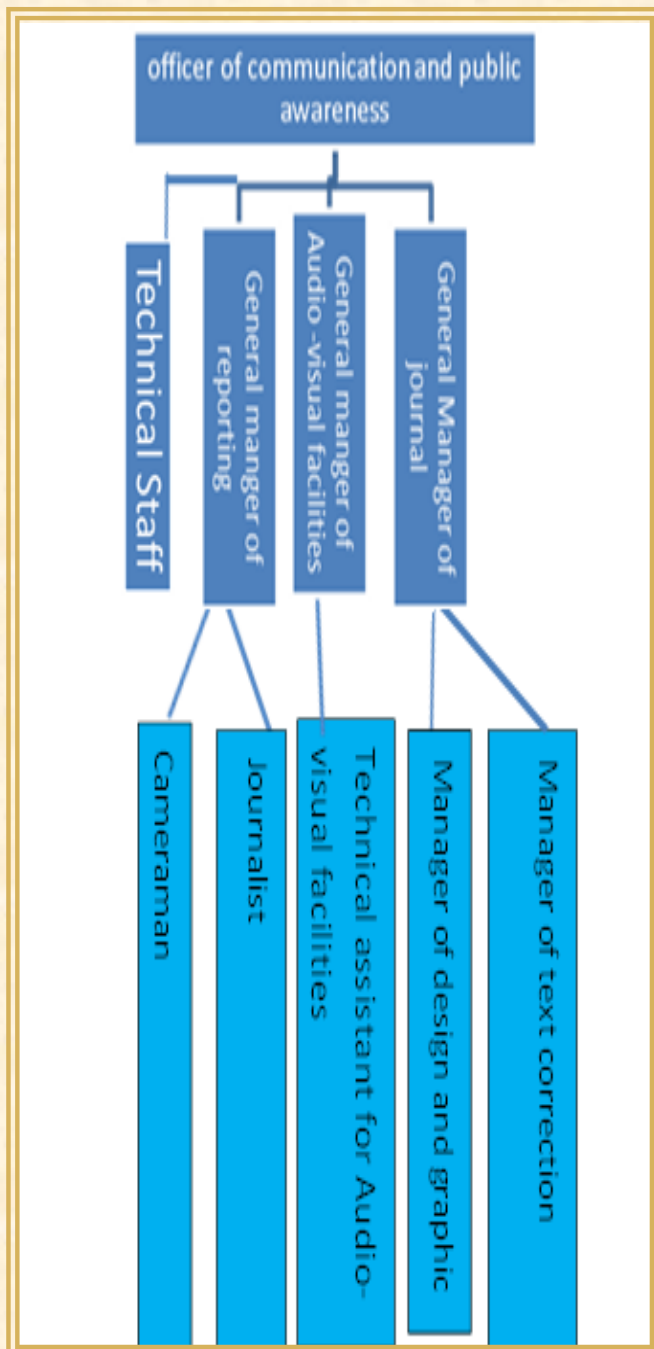 officer of communication and public
awareness
Technical Staff
General manger of
reporting
General manger of
Audio -visual facilities
General Manager of
journal
Cameraman
Journalist
Technical assistant for Audio-
visual facilities
Manager of design and graphic
Manager of text correction